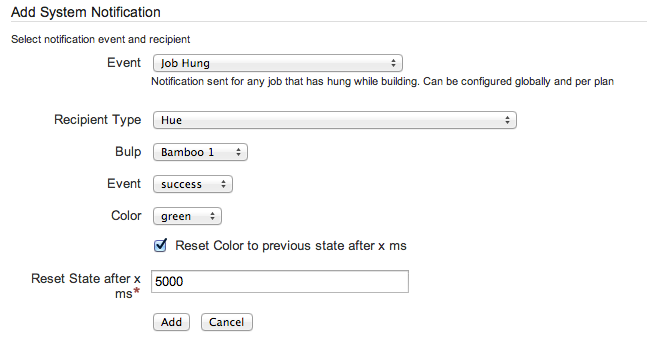 Add System Notification
Select notification event and recipient
Event Job Hung
Notification sent for any job that has hung while building. Can be configured globally and per plan
Recipient Type Hue
Bulp Bamboo 1
Event success
Color green
Reset Color to previous state after x ms
Reset State after x
ms* 5000
Add Cancel